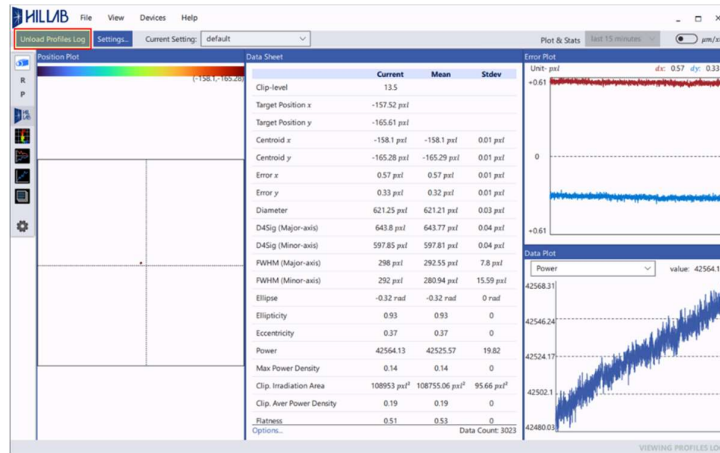 HILLAB File View Devices Help
Unload Profiles Log Settings.. Current Setting: default Plot & Stats last 15 minutes μm/
Position Plot
(-158.1,-165.28)
R
P
Data Sheet
Current Mean Stdev
Clip-level 13.5
Target Position x -157.52 pxl
Target Position y -165.61 pxl
Centroid x -158.1 pxl -158.1 pxl 0.01 pxl
Centroid y -165.28 pxl -165.29 pxl 0.01 pxl
Error x 0.57 pxl 0.57 pxl 0.01 pxl
Error y 0.33 pxl 0.32 pxl 0.01 pxl
Diameter 621.25 pxl 621.21 pxl 0.03 pxl
D4Sig (Major-axis) 643.8 pxl 643.77 pxl 0.04 pxl
D4Sig (Minor-axis) 597.85 pxl 597.81 pxl 0.04 pxl
FWHM (Major-axis) 298 pxl 292.55 pxl 7.8 pxl
FWHM (Minor-axis) 292 pxl 280.94 pxl 15.59 pxl
Ellipse -0.32 rad -0.32 rad 0 rad
Ellipticity 0.93 0.93 0
Eccentricity 0.37 0.37 0
Power 42564.13 42525.57 19.82
Max Power Density 0.14 0.14 0
Clip. Irradiation Area 108953 pxl² 108755.06 pxl² 95.66 pxl²
Clip. Aver Power Density 0.19 0.19 0
Flatness 0.51 0.53 0
Options... Data Count: 3023
Error Plot
Unit- pxl dx: 0.57 dy: 0.33
+0.61
0
+0.61
Data Plot
Power value: 42564.1
42568.31
42546.24
42524.17
42502.1
42480.03
VIEWING PROFILES LO